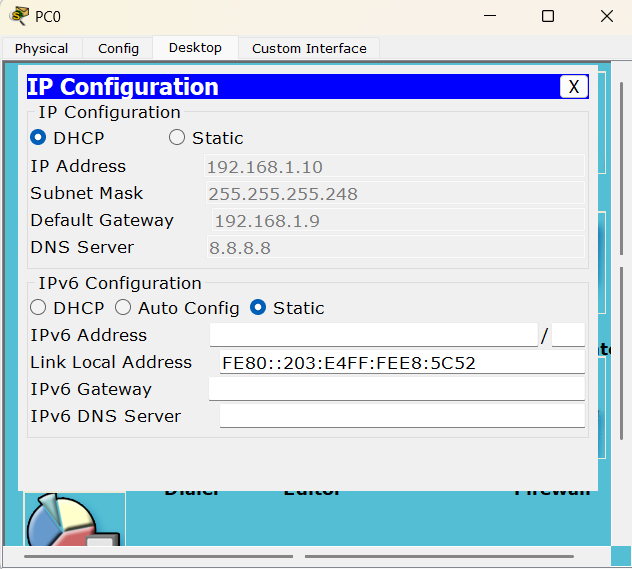 PC0
Physical Config Desktop Custom Interface
IP Configuration X
IP Configuration
DHCP Static
IP Address 192.168.1.10
Subnet Mask 255.255.255.248
Default Gateway 192.168.1.9
DNS Server 8.8.8.8
IPv6 Configuration
DHCP Auto Config Static
IPv6 Address /
Link Local Address FE80::203:E4FF:FEE8:5C52
IPv6 Gateway
IPv6 DNS Server
Dialer Editor Firewall